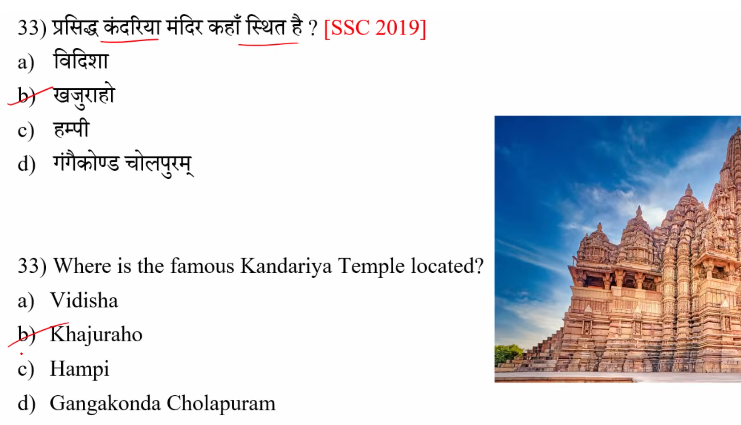 33) प्रसिद्ध कंदरिया मंदिर कहाँ स्थित है ? [SSC 2019]
a) विदिशा
b) खजुराहो
c) हम्पी
d) गंगैकोण्ड चोलपुरम्
33) Where is the famous Kandariya Temple located?
a) Vidisha
b) Khajuraho
c) Hampi
d) Gangakonda Cholapuram